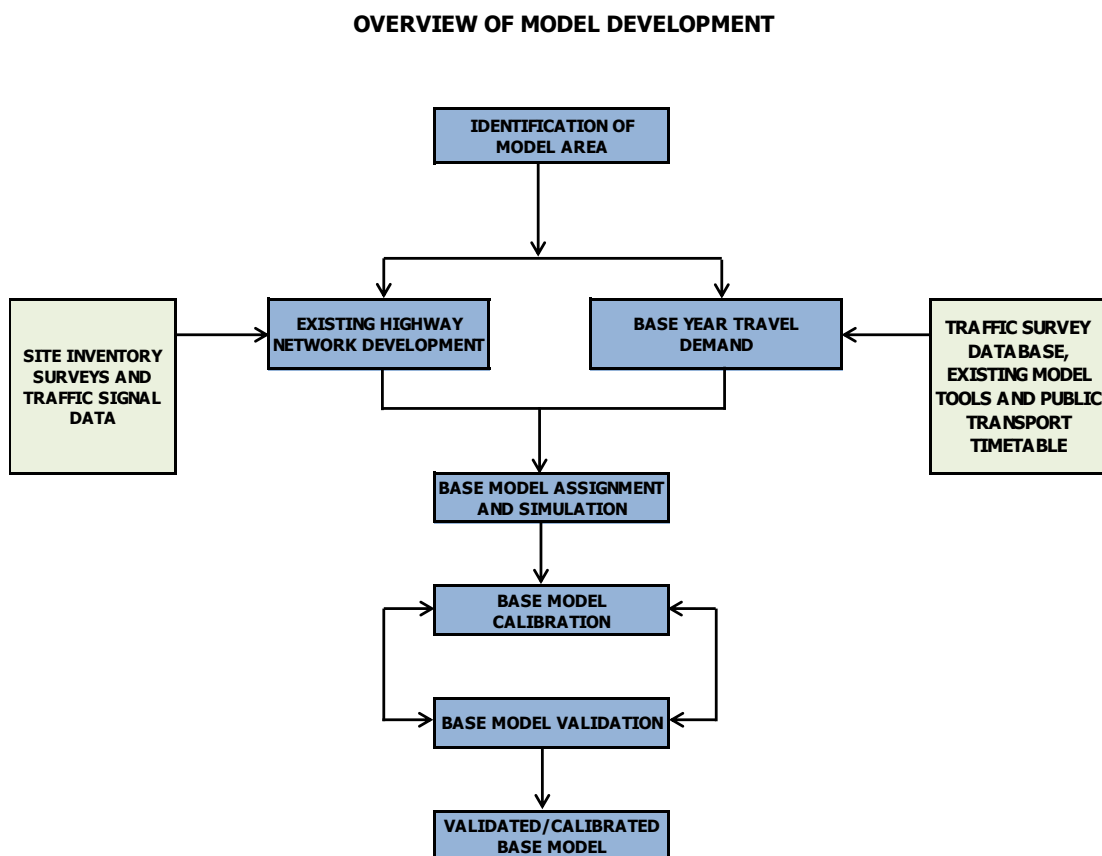 OVERVIEW OF MODEL DEVELOPMENT
IDENTIFICATION OF
MODEL AREA
SITE INVENTORY
SURVEYS AND
TRAFFIC SIGNAL
DATA
EXISTING HIGHWAY
NETWORK DEVELOPMENT
BASE YEAR TRAVEL
DEMAND
TRAFFIC SURVEY
DATABASE,
EXISTING MODEL
TOOLS AND PUBLIC
TRANSPORT
TIMETABLE
BASE MODEL ASSIGNMENT
AND SIMULATION
BASE MODEL
CALIBRATION
BASE MODEL VALIDATION
VALIDATED/CALIBRATED
BASE MODEL